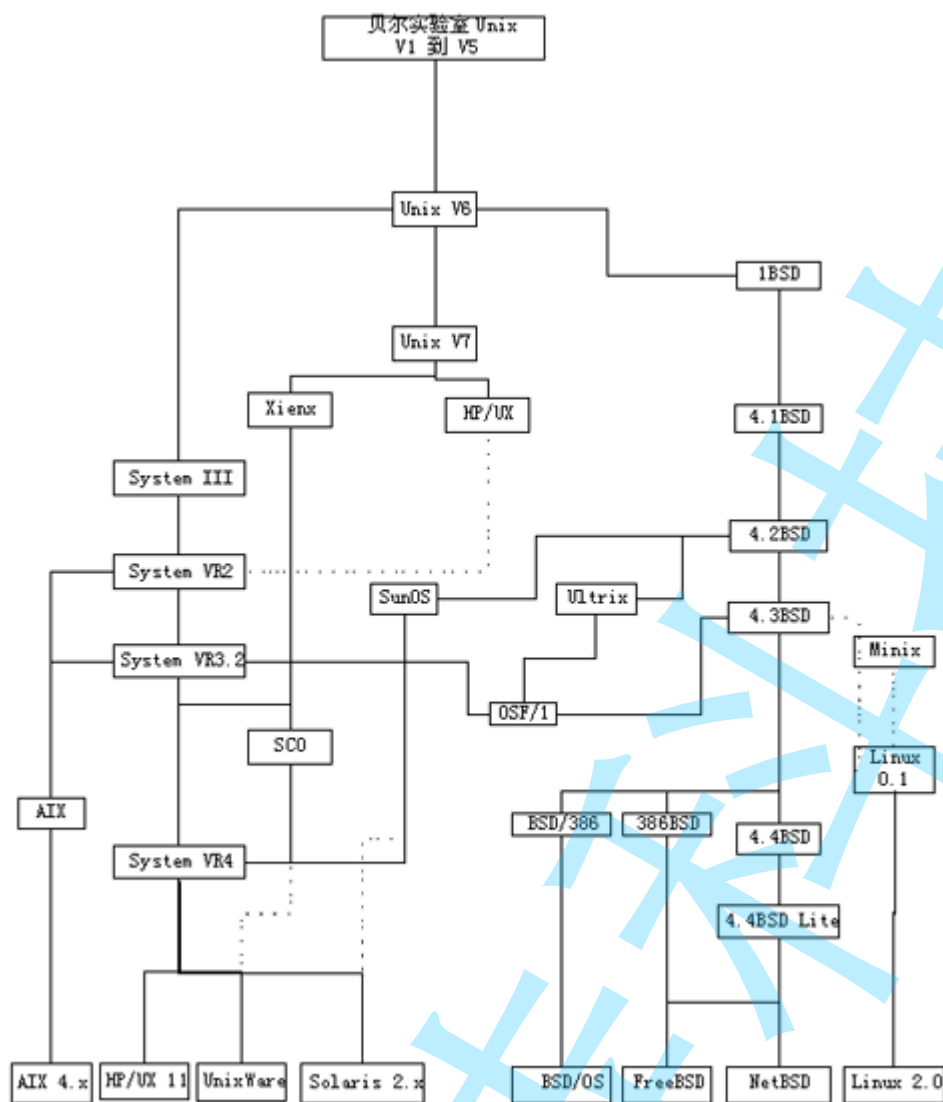 贝尔实验室 Unix
V1 到 V5
Unix V6
1BSD
Unix V7
Xienx
HP/UX
4.1BSD
System III
4.2BSD
System VR2
SunOS
Ultrix
4.3BSD
System VR3.2
Minix
OSF/1
SCO
Linux
0.1
AIX
BSD/386
386BSD
4.4BSD
System VR4
4.4BSD Lite
AIX 4.x
HP/UX 11
UnixWare
Solaris 2.x
BSD/OS
FreeBSD
NetBSD
Linux 2.0